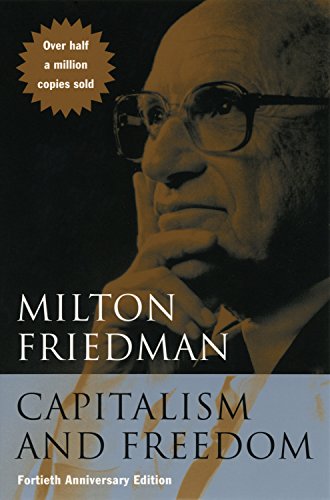 Over half
a million
copies sold
MILTON
FRIEDMAN
CAPITALISM
AND FREEDOM
Fortieth Anniversary Edition